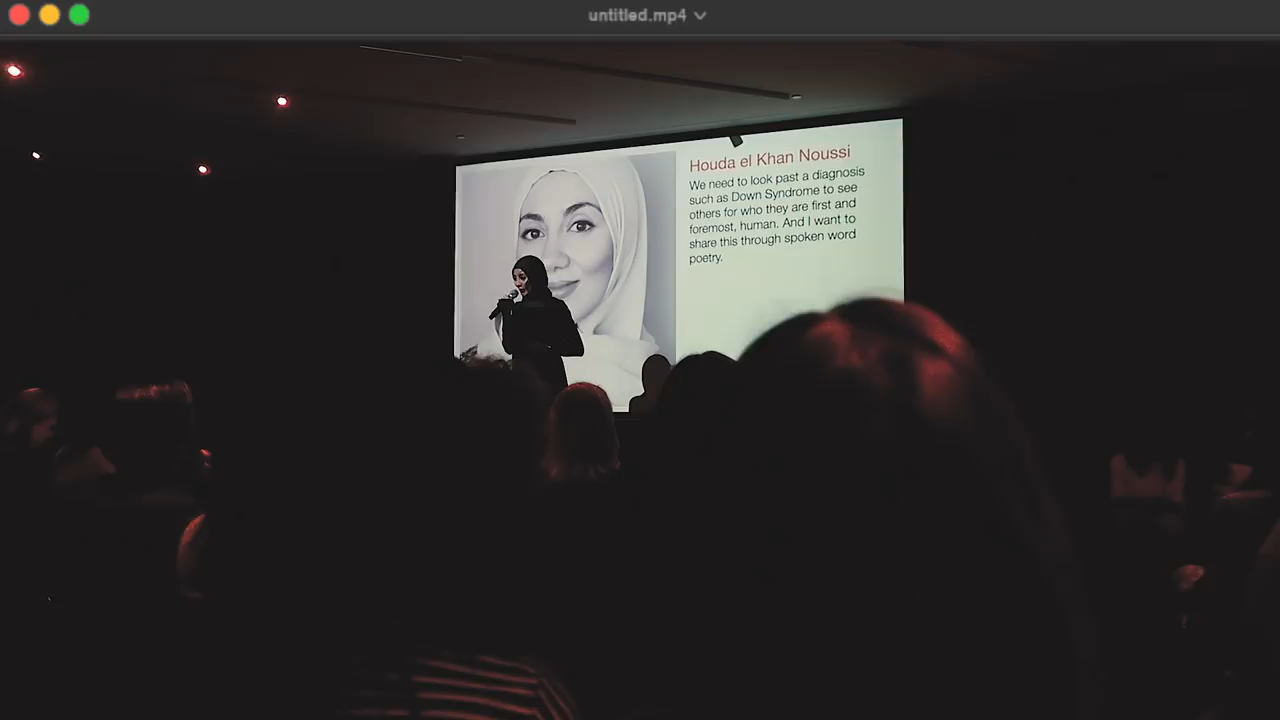 untitled.mp4
Houda el Khan Noussi
We need to look past a diagnosis
such as Down Syndrome to see
others for who they are first and
foremost, human. And I want to
share this through spoken word
poetry.